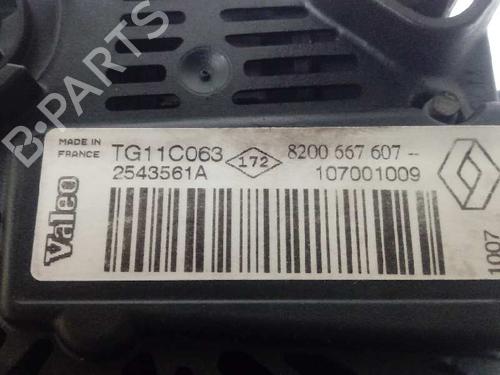 MADE IN
FRANCE
TG11C063
172
8200 667 607--
2543561A
107001009
Valeo
1007
B-PARTS